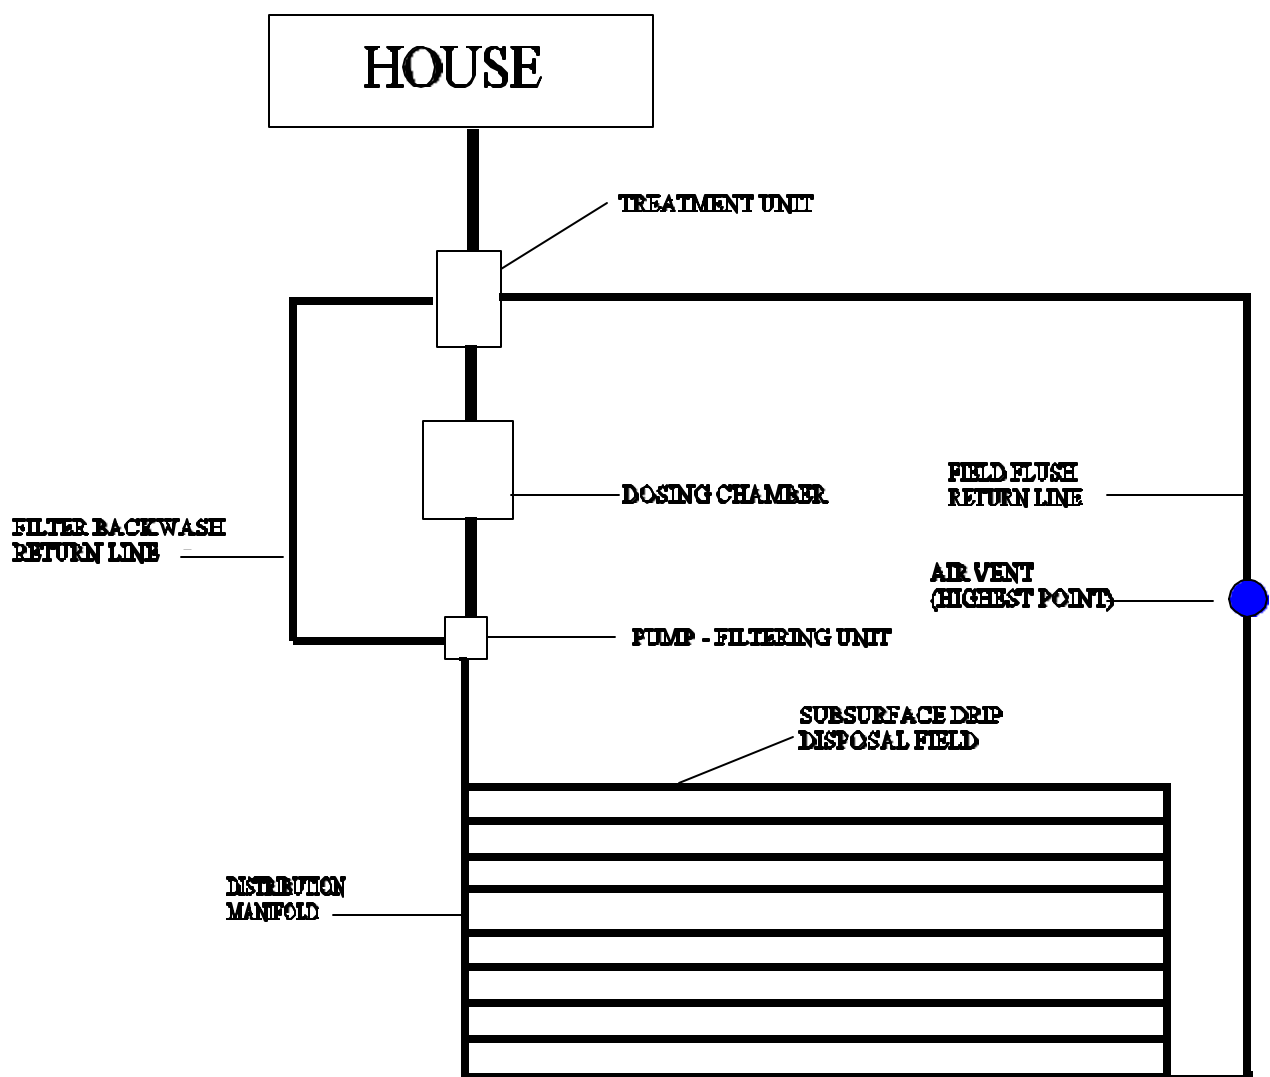 HOUSE
TREATMENT UNIT
FIELD FLUSH
RETURN LINE
DOSING CHAMBER
FILTER BACKWASH
RETURN LINE
AIR VENT
(HIGHEST POINT)
PUMP - FILTERING UNIT
SUBSURFACE DRIP
DISPOSAL FIELD
DISTRIBUTION
MANIFOLD